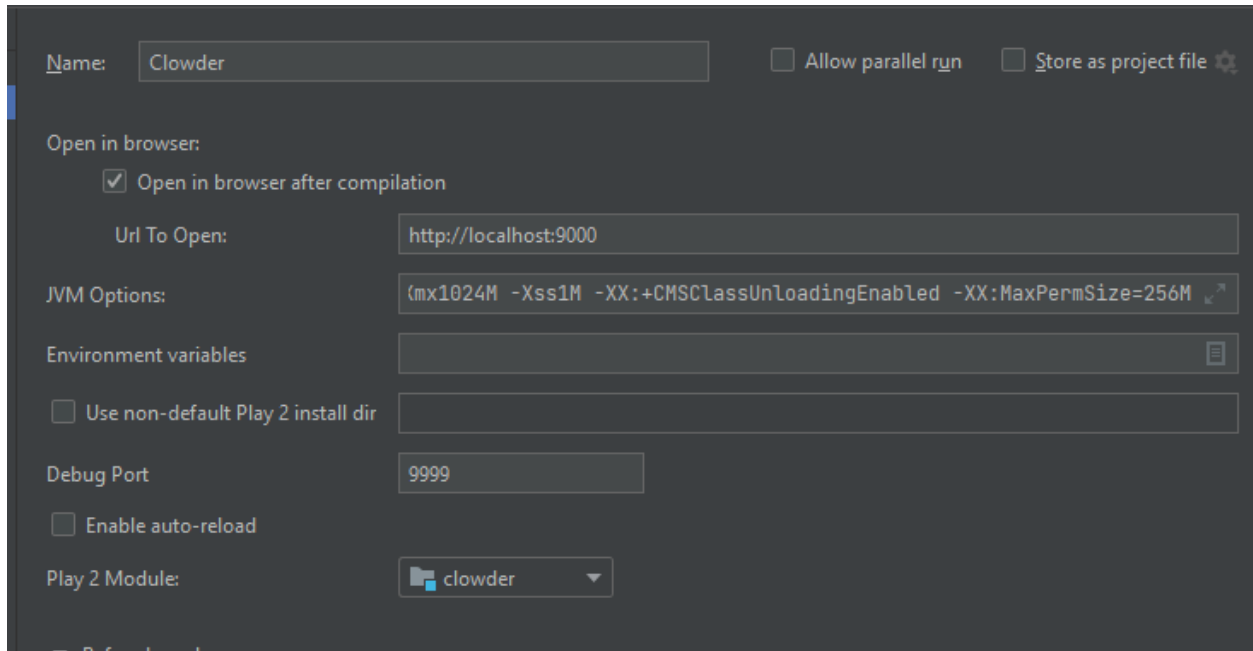 Name: Clowder Allow parallel run Store as project file
Open in browser:
Open in browser after compilation
Url To Open: http://localhost:9000
JVM Options: mx1024M -Xss1M -XX:+CMSClassUnloadingEnabled -XX:MaxPermSize=256M
Environment variables
Use non-default Play 2 install dir
Debug Port 9999
Enable auto-reload
Play 2 Module: clowder